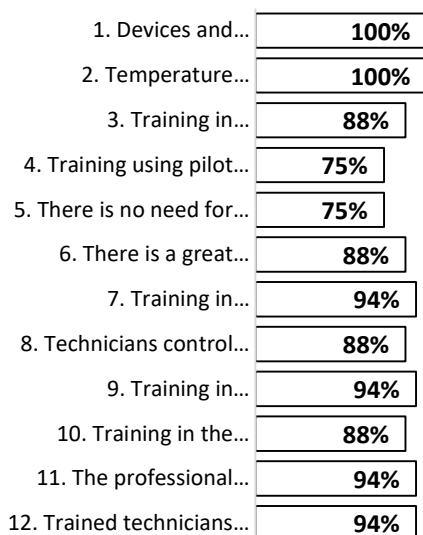 1. Devices and... 100%
2. Temperature... 100%
3. Training in... 88%
4. Training using pilot... 75%
5. There is no need for... 75%
6. There is a great... 88%
7. Training in... 94%
8. Technicians control... 88%
9. Training in... 94%
10. Training in the... 88%
11. The professional... 94%
12. Trained technicians... 94%